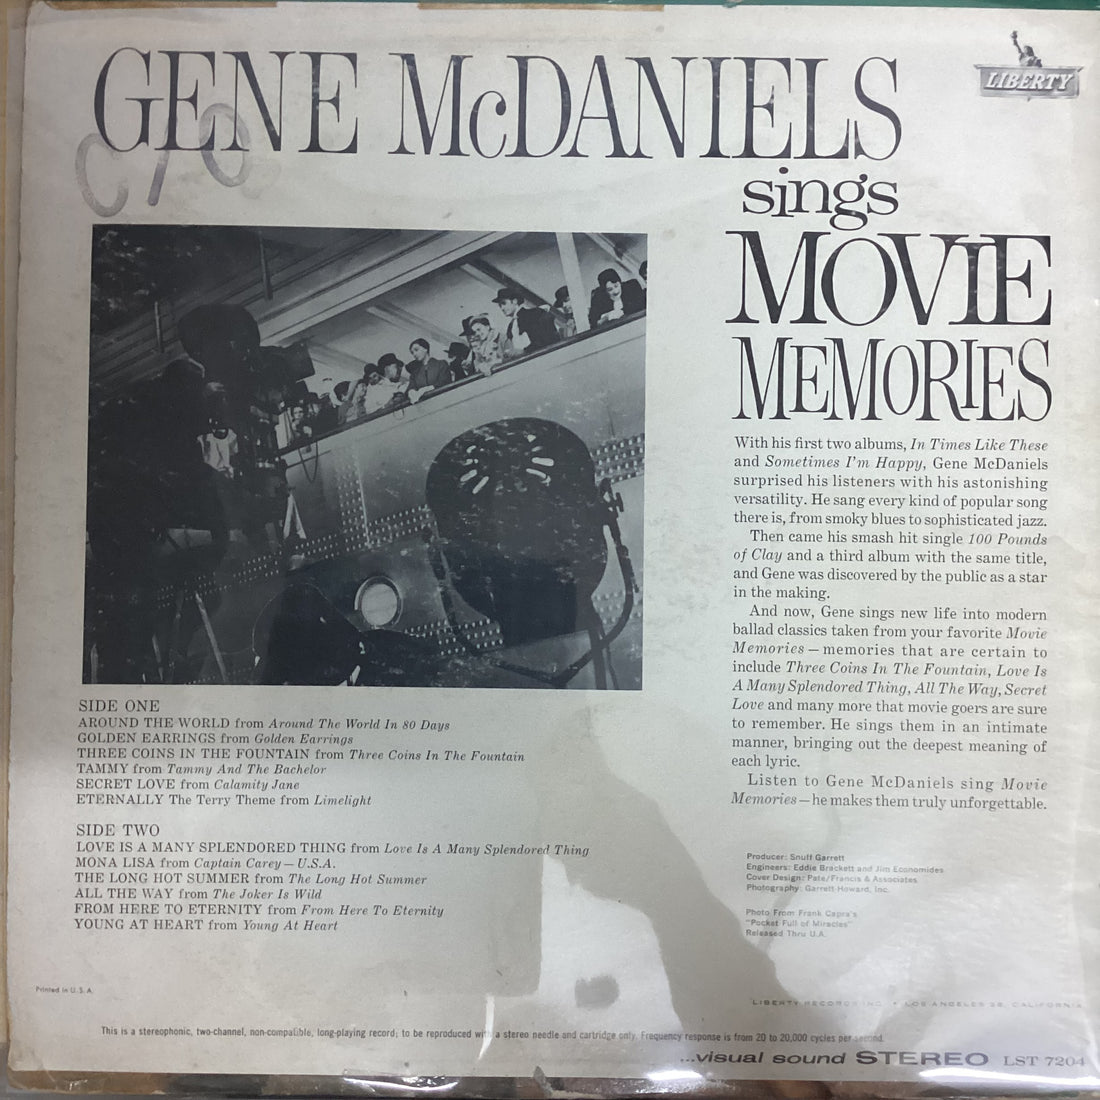 GENE McDANIELS
LIBERTY
C/O
sings
MOVIE
MEMORIES
With his first two albums, In Times Like These
and Sometimes I'm Happy, Gene McDaniels
surprised his listeners with his astonishing
versatility. He sang every kind of popular song
there is, from smoky blues to sophisticated jazz.
Then came his smash hit single 100 Pounds
of Clay and a third album with the same title,
and Gene was discovered by the public as a star
in the making.
And now, Gene sings new life into modern
ballad classics taken from your favorite Movie
Memories — memories that are certain to
include Three Coins In The Fountain, Love Is
A Many Splendored Thing, All The Way, Secret
Love and many more that movie goers are sure
to remember. He sings them in an intimate
manner, bringing out the deepest meaning of
each lyric.
Listen to Gene McDaniels sing Movie
Memories — he makes them truly unforgettable.
SIDE ONE
AROUND THE WORLD from Around The World In 80 Days
GOLDEN EARRINGS from Golden Earrings
THREE COINS IN THE FOUNTAIN from Three Coins In The Fountain
TAMMY from Tammy And The Bachelor
SECRET LOVE from Calamity Jane
ETERNALLY The Terry Theme from Limelight
SIDE TWO
LOVE IS A MANY SPLENDORED THING from Love Is A Many Splendored Thing
MONA LISA from Captain Carey — U.S.A.
THE LONG HOT SUMMER from The Long Hot Summer
ALL THE WAY from The Joker Is Wild
FROM HERE TO ETERNITY from From Here To Eternity
YOUNG AT HEART from Young At Heart
Producer: Snuff Garrett
Engineers: Eddie Brackett and Jim Economides
Cover Design: Pate/Francis & Associates
Photography: Garrett-Howard, Inc.
Photo From Frank Capra's
"Pocket Full of Miracles"
Released Thru U.A.
Printed in U.S.A.
LIBERTY RECORDS INC. • LOS ANGELES 28, CALIFORNIA
This is a stereophonic, two-channel, non-compatible, long-playing record; to be reproduced with a stereo needle and cartridge only. Frequency response is from 20 to 20,000 cycles per second.
...visual sound STEREO LST 7204